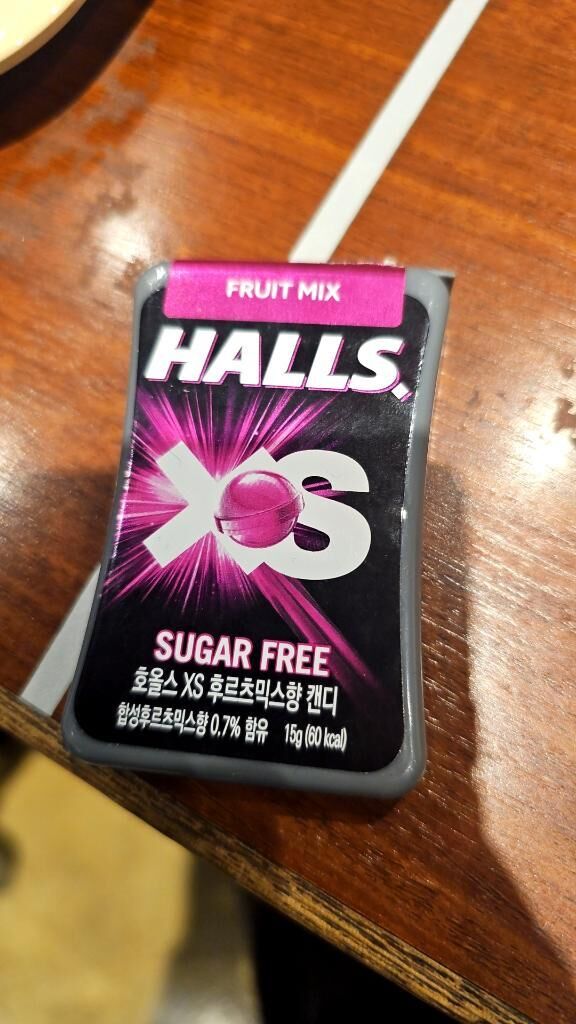 FRUIT MIX
HALLS
XS
SUGAR FREE
호올스 XS 후르츠믹스향 캔디
합성후르츠믹스향 0.7% 함유 15g (60 kcal)